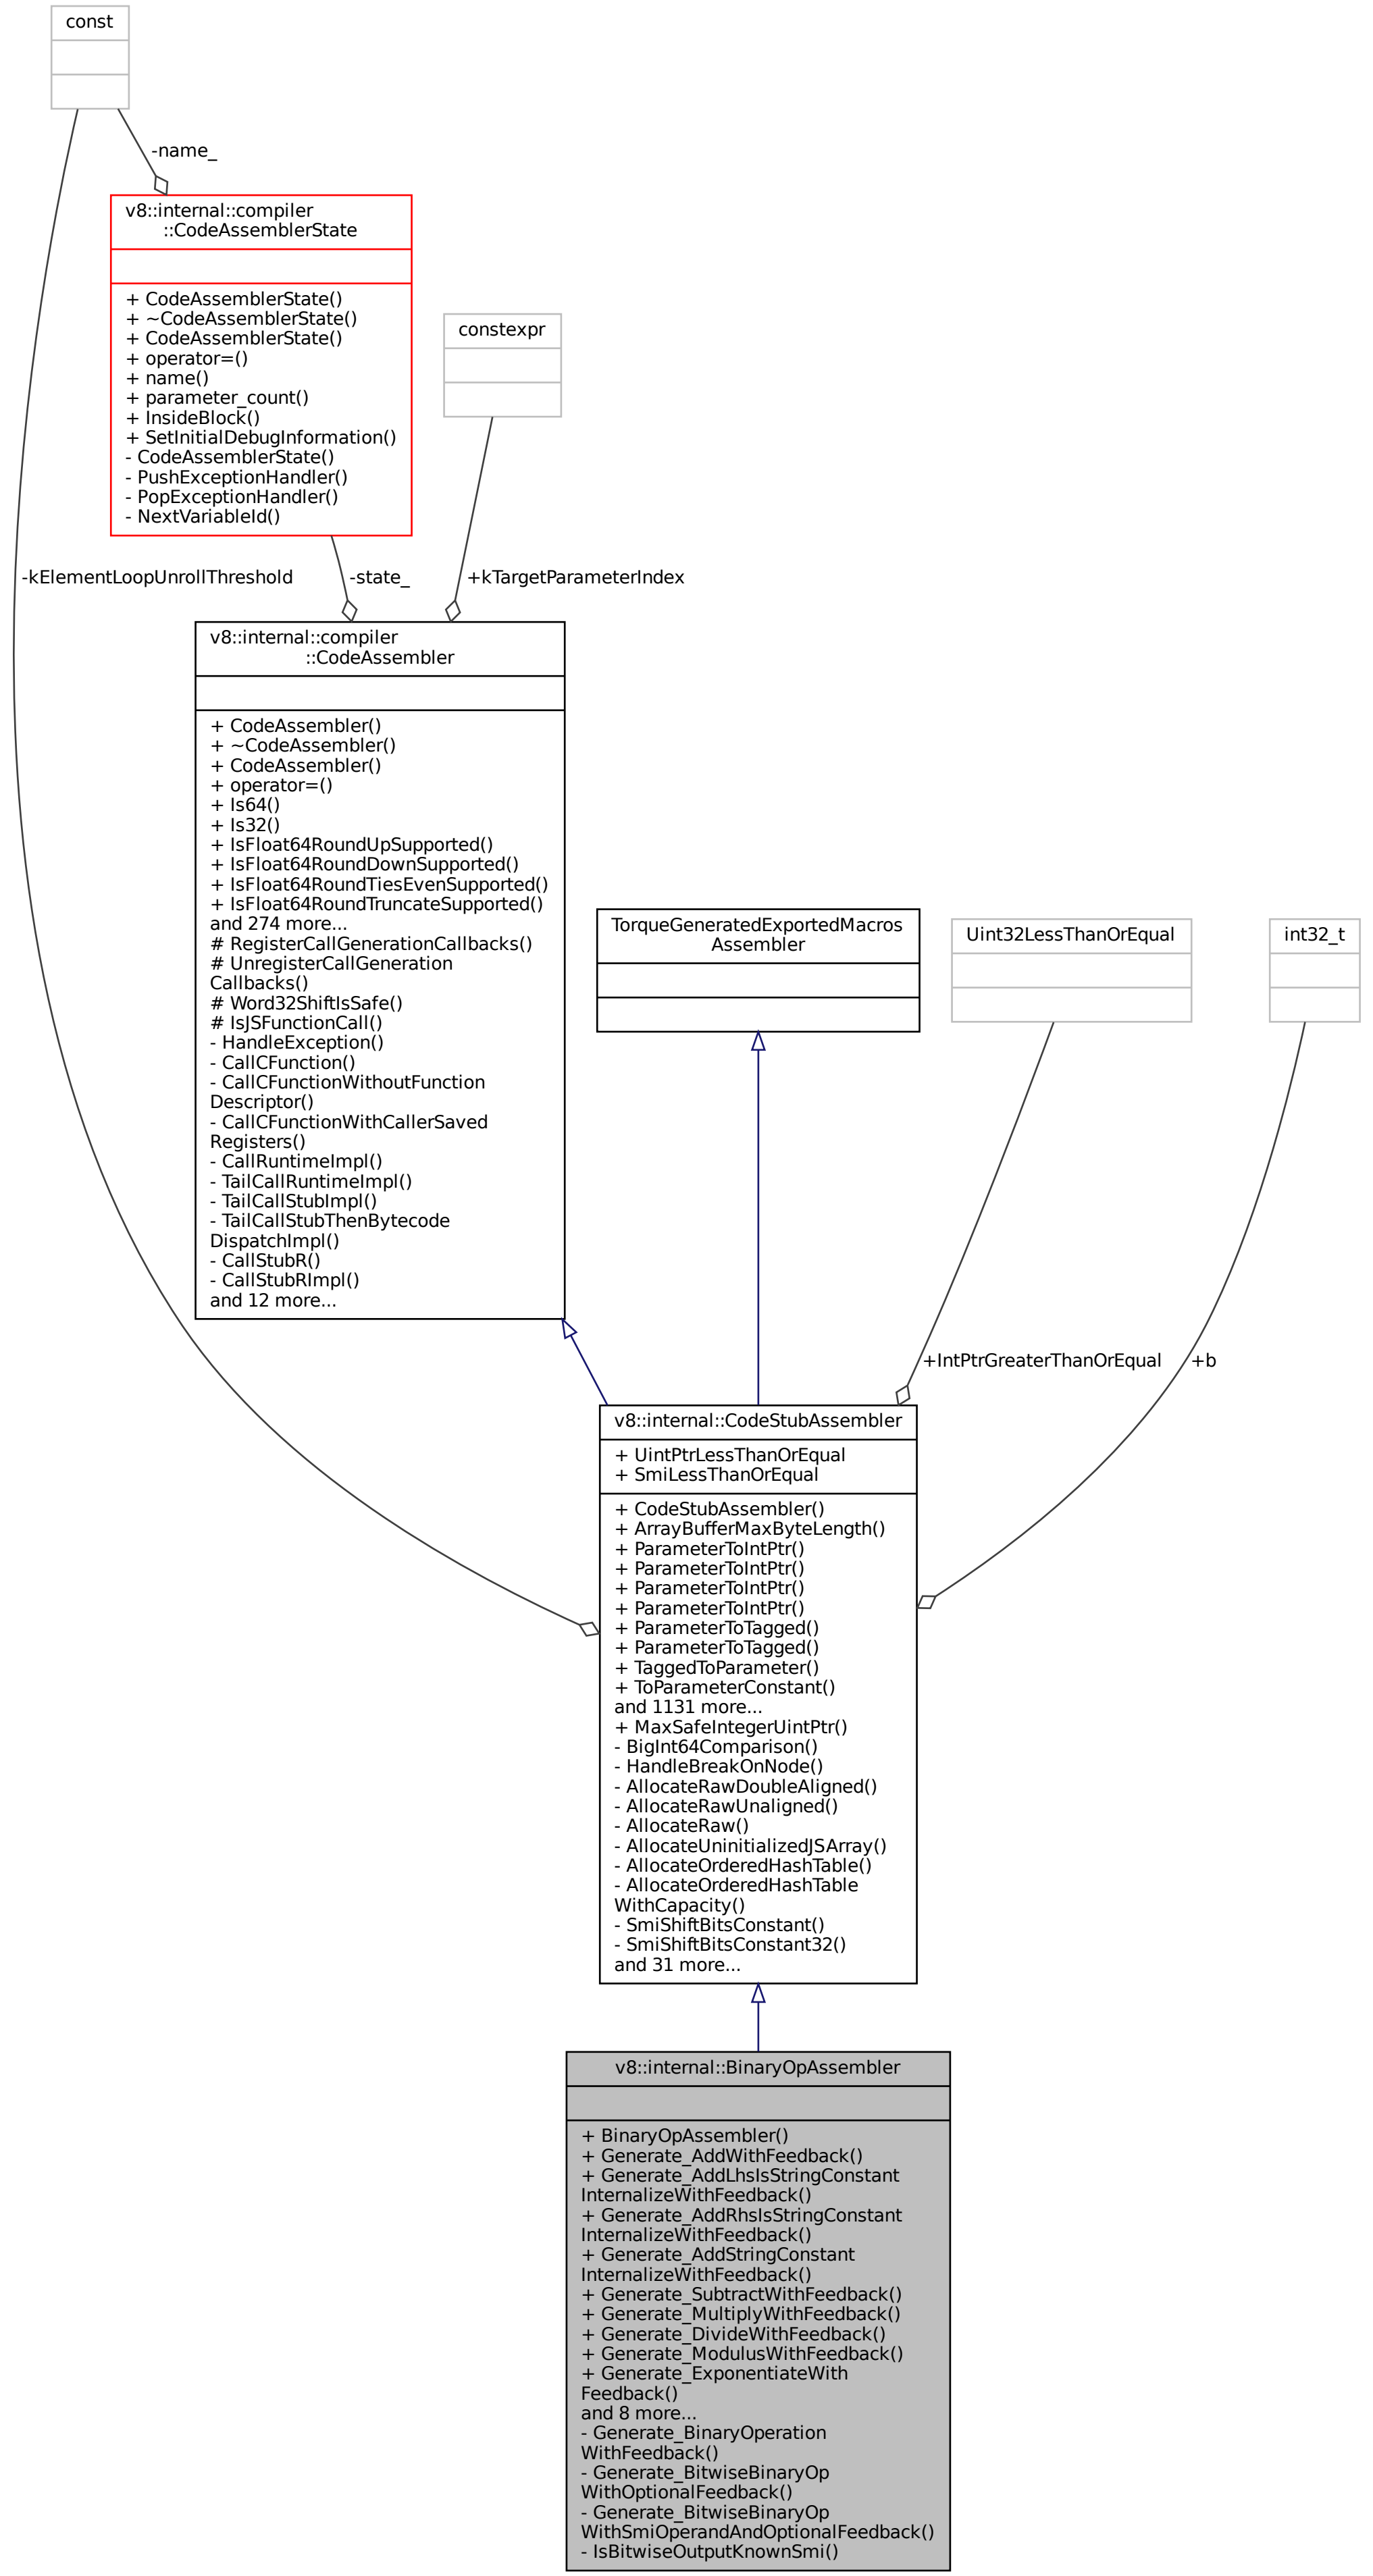 const
-name_
v8::internal::compiler
::CodeAssemblerState
+ CodeAssemblerState()
+ ~CodeAssemblerState()
+ CodeAssemblerState()
+ operator=()
+ name()
+ parameter_count()
+ InsideBlock()
+ SetInitialDebugInformation()
- CodeAssemblerState()
- PushExceptionHandler()
- PopExceptionHandler()
- NextVariableId()
constexpr
-kElementLoopUnrollThreshold
-state_
+kTargetParameterIndex
v8::internal::compiler
::CodeAssembler
+ CodeAssembler()
+ ~CodeAssembler()
+ CodeAssembler()
+ operator=()
+ Is64()
+ Is32()
+ IsFloat64RoundUpSupported()
+ IsFloat64RoundDownSupported()
+ IsFloat64RoundTiesEvenSupported()
+ IsFloat64RoundTruncateSupported()
and 274 more...
# RegisterCallGenerationCallbacks()
# UnregisterCallGeneration
Callbacks()
# Word32ShiftIsSafe()
# IsJSFunctionCall()
- HandleException()
- CallCFunction()
- CallCFunctionWithoutFunction
Descriptor()
- CallCFunctionWithCallerSaved
Registers()
- CallRuntimeImpl()
- TailCallRuntimeImpl()
- TailCallStubImpl()
- TailCallStubThenBytecode
DispatchImpl()
- CallStubR()
- CallStubRImpl()
and 12 more...
TorqueGeneratedExportedMacros
Assembler
Uint32LessThanOrEqual
int32_t
+IntPtrGreaterThanOrEqual
+b
v8::internal::CodeStubAssembler
+ UintPtrLessThanOrEqual
+ SmiLessThanOrEqual
+ CodeStubAssembler()
+ ArrayBufferMaxByteLength()
+ ParameterToIntPtr()
+ ParameterToIntPtr()
+ ParameterToIntPtr()
+ ParameterToIntPtr()
+ ParameterToTagged()
+ ParameterToTagged()
+ TaggedToParameter()
+ ToParameterConstant()
and 1131 more...
+ MaxSafeIntegerUintPtr()
- BigInt64Comparison()
- HandleBreakOnNode()
- AllocateRawDoubleAligned()
- AllocateRawUnaligned()
- AllocateRaw()
- AllocateUninitializedJSArray()
- AllocateOrderedHashTable()
- AllocateOrderedHashTable
WithCapacity()
- SmiShiftBitsConstant()
- SmiShiftBitsConstant32()
and 31 more...
v8::internal::BinaryOpAssembler
+ BinaryOpAssembler()
+ Generate_AddWithFeedback()
+ Generate_AddLhsIsStringConstant
InternalizeWithFeedback()
+ Generate_AddRhsIsStringConstant
InternalizeWithFeedback()
+ Generate_AddStringConstant
InternalizeWithFeedback()
+ Generate_SubtractWithFeedback()
+ Generate_MultiplyWithFeedback()
+ Generate_DivideWithFeedback()
+ Generate_ModulusWithFeedback()
+ Generate_ExponentiateWith
Feedback()
and 8 more...
- Generate_BinaryOperation
WithFeedback()
- Generate_BitwiseBinaryOp
WithOptionalFeedback()
- Generate_BitwiseBinaryOp
WithSmiOperandAndOptionalFeedback()
- IsBitwiseOutputKnownSmi()